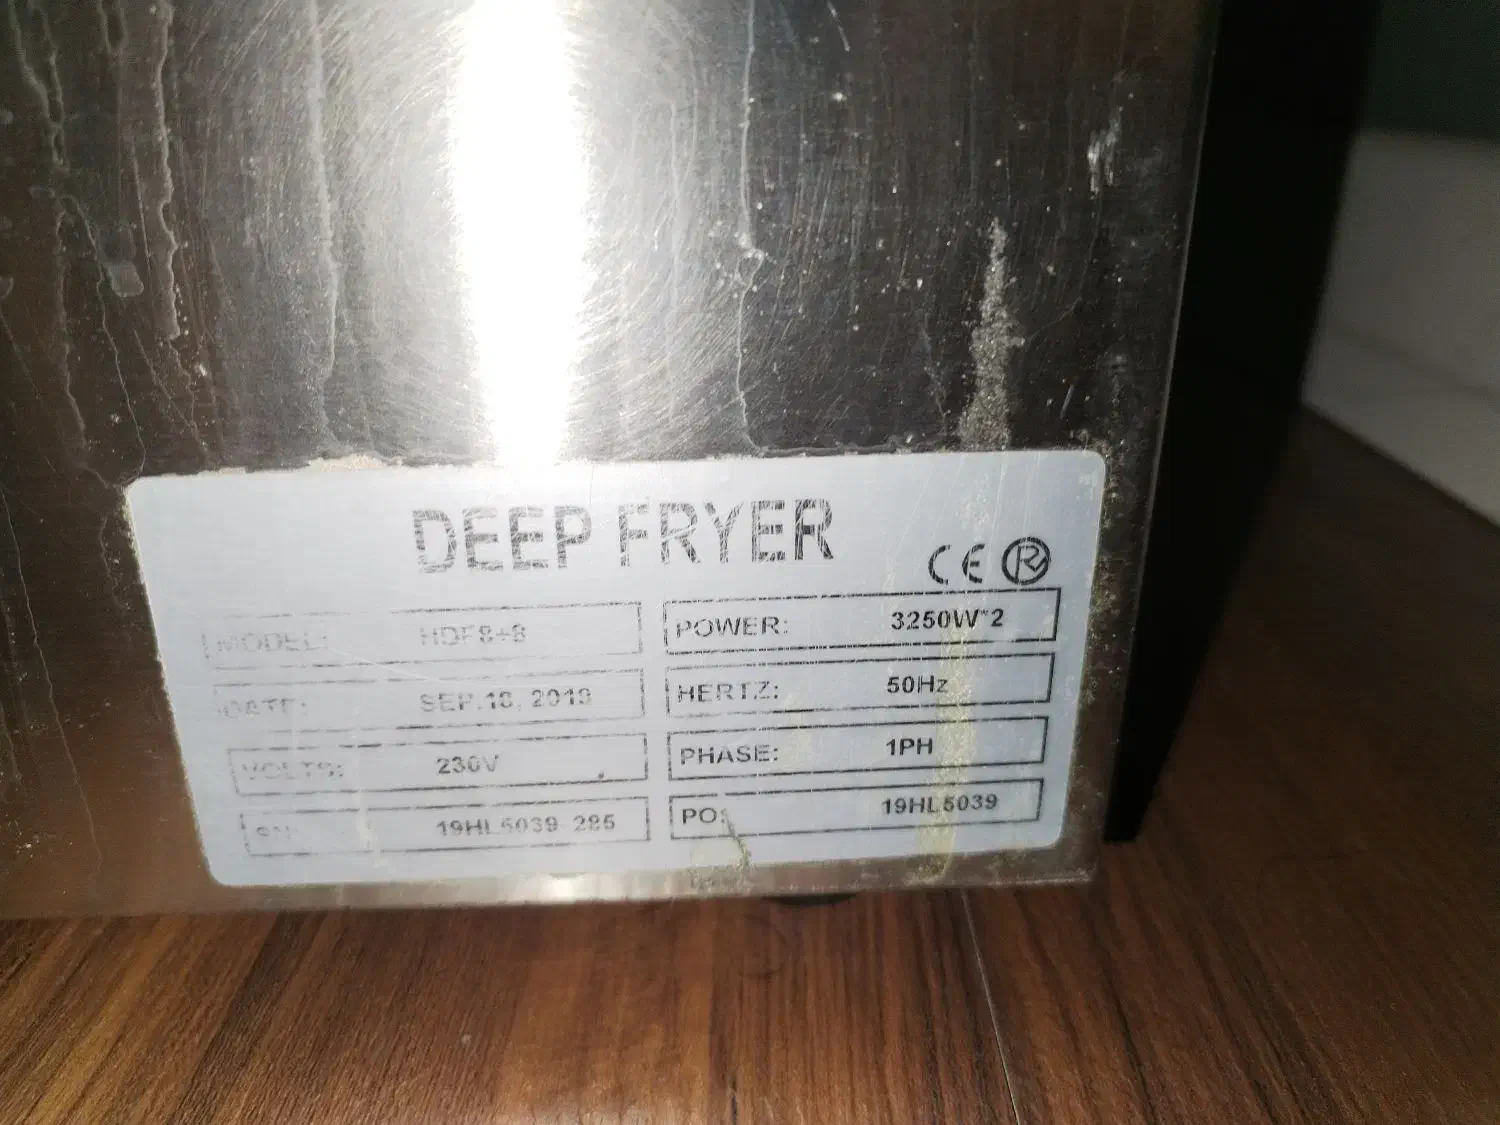 DEEP FRYER
CE R
MODEL: HDF8+8
POWER: 3250W*2
DATE: SEP.18, 2019
HERTZ: 50Hz
VOLTS: 230V
PHASE: 1PH
SN: 19HL5039 285
PO: 19HL5039